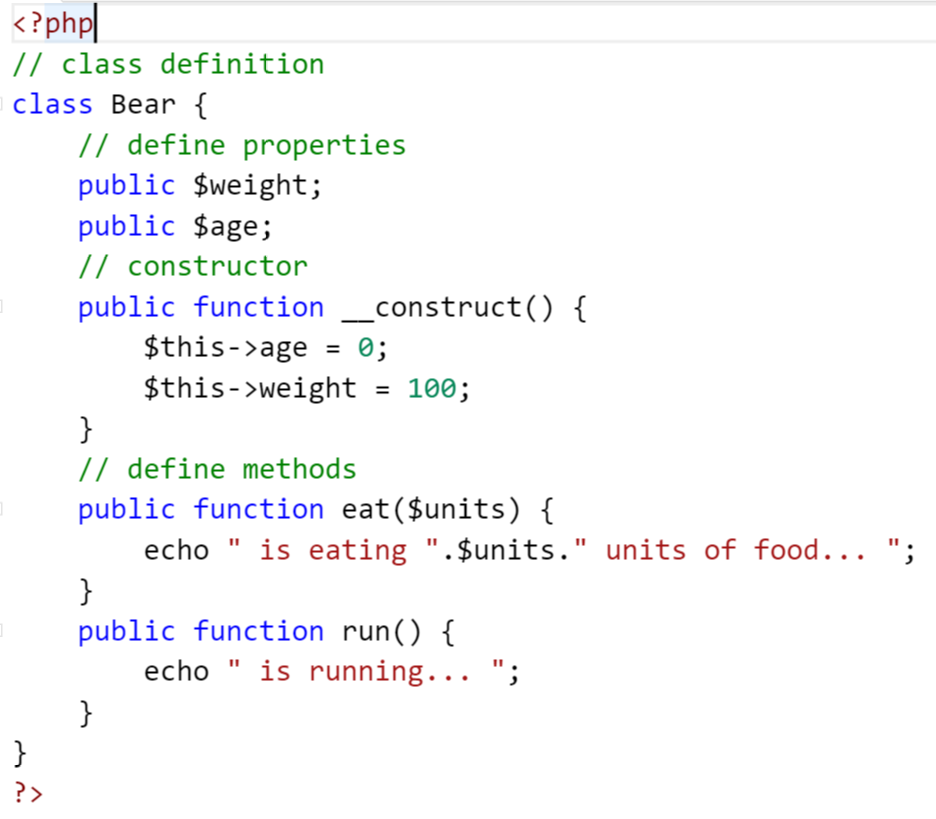 <?php
// class definition
class Bear {
    // define properties
    public $weight;
    public $age;
    // constructor
    public function __construct() {
        $this->age = 0;
        $this->weight = 100;
    }
    // define methods
    public function eat($units) {
        echo " is eating ".$units." units of food... ";
    }
    public function run() {
        echo " is running... ";
    }
}
?>